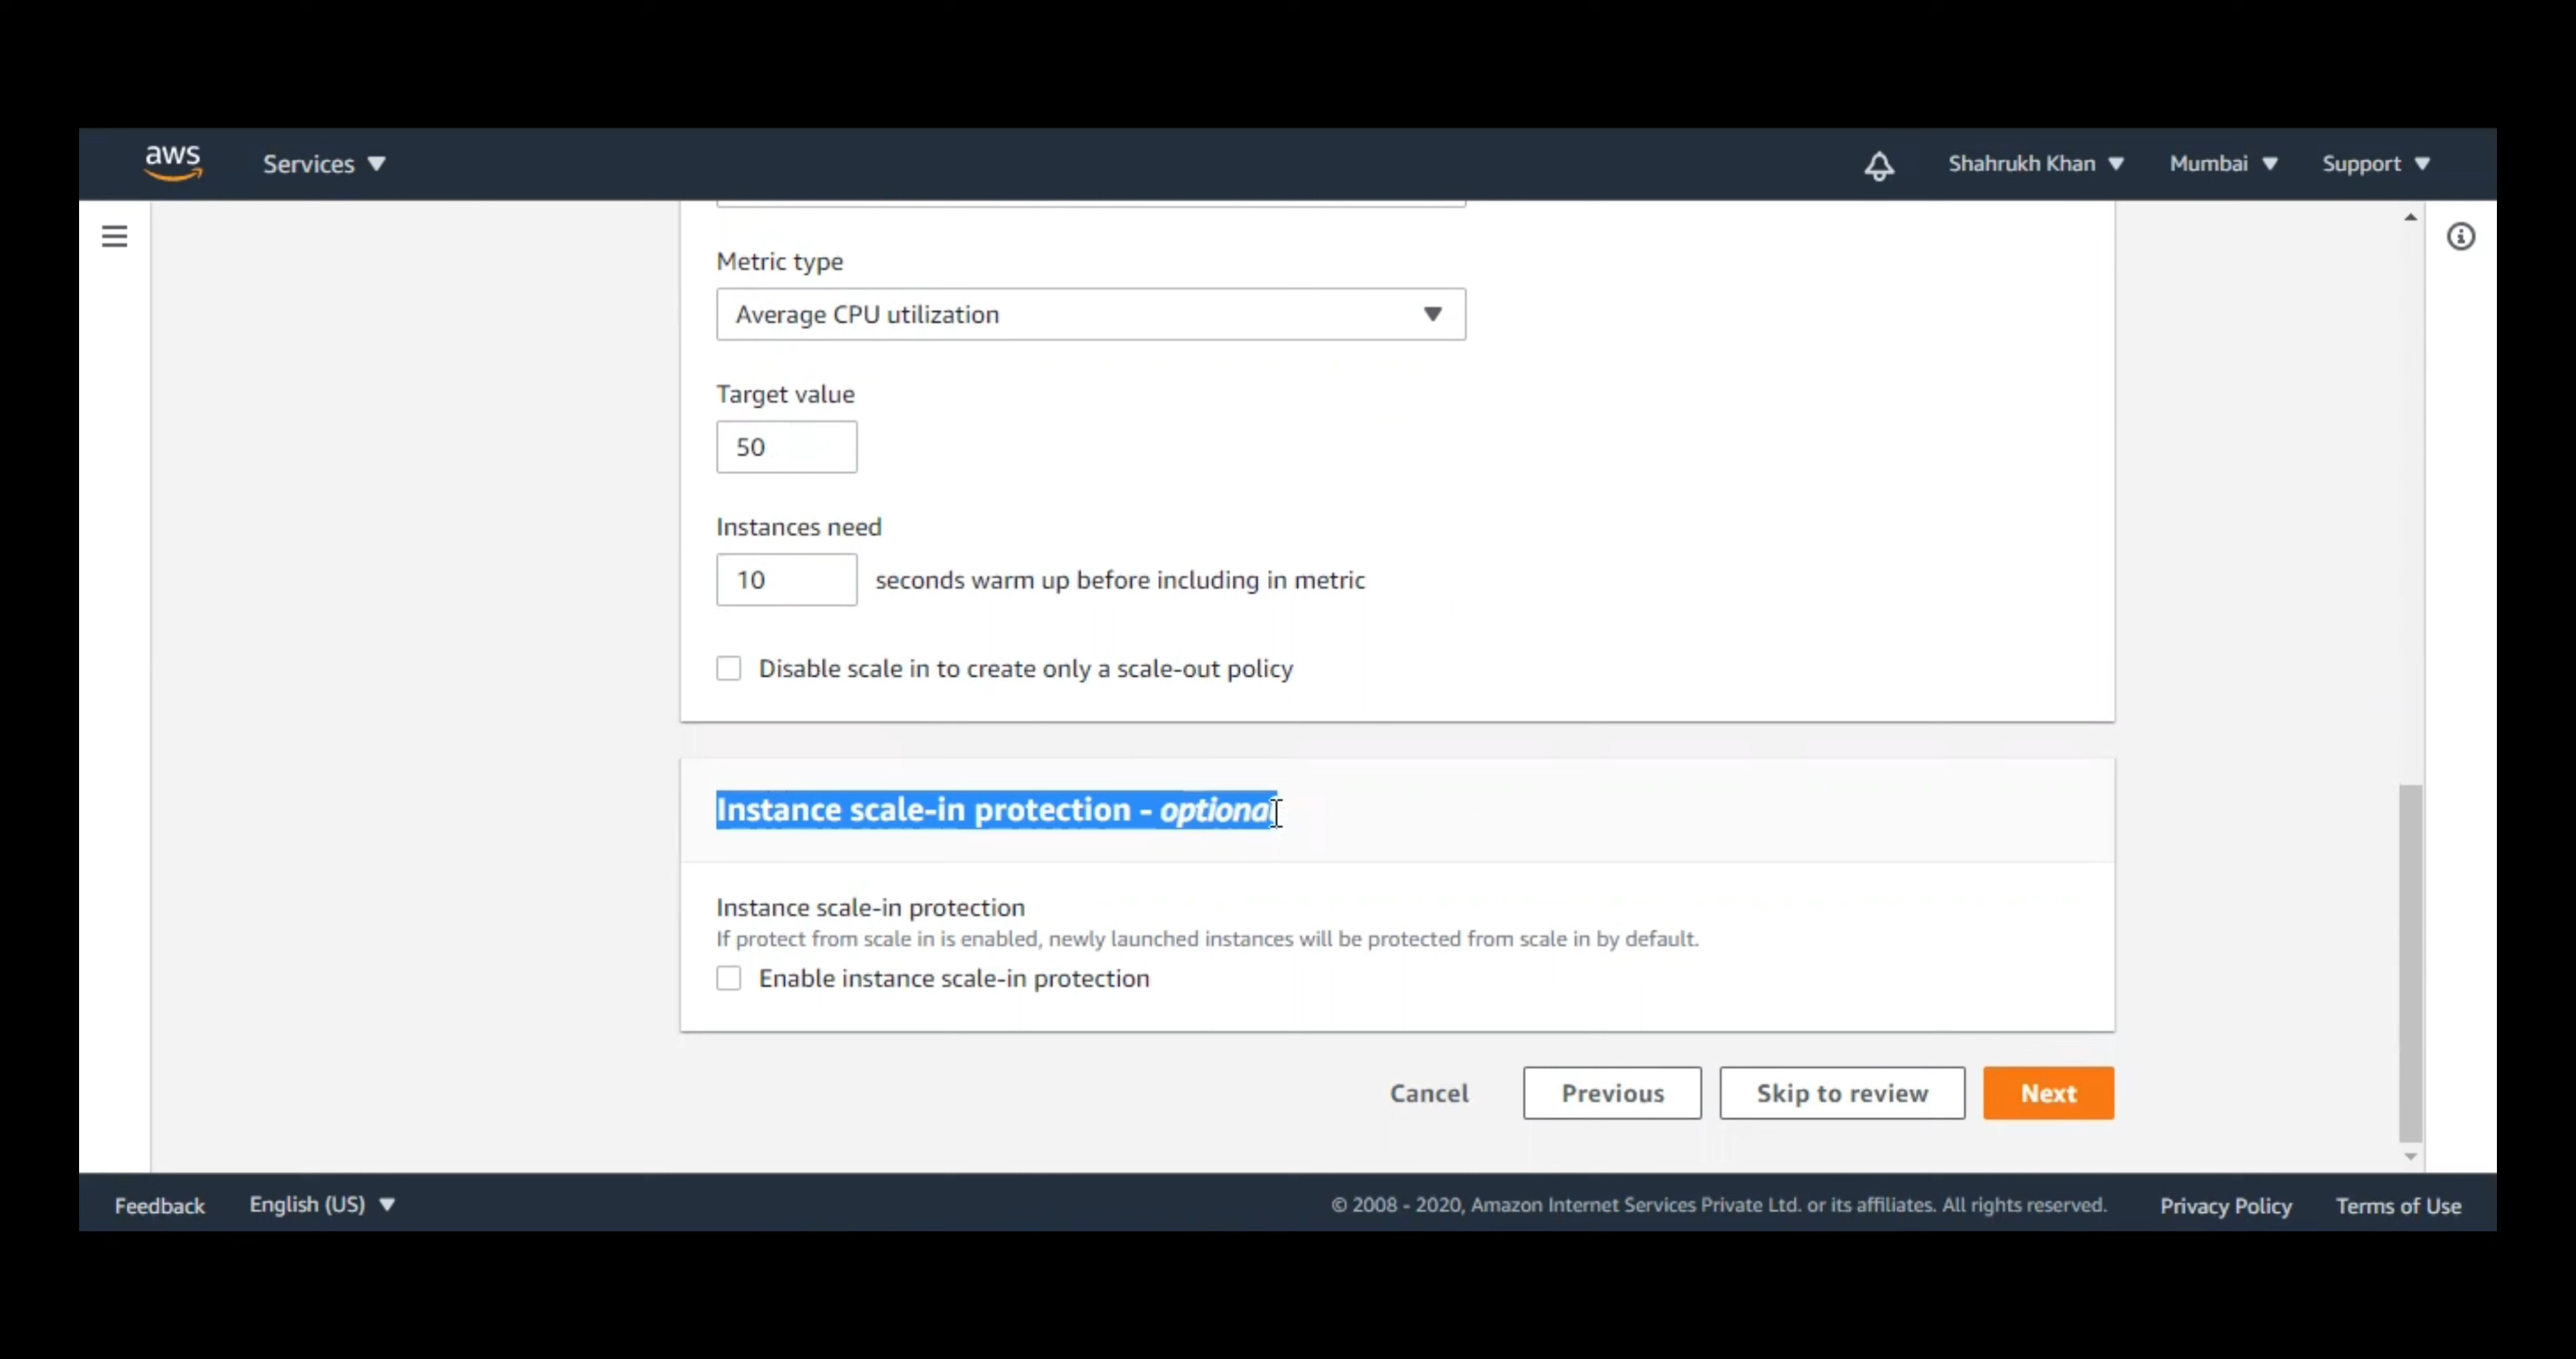 aws Services Shahrukh Khan Mumbai Support
Metric type
Average CPU utilization
Target value
50
Instances need
10 seconds warm up before including in metric
Disable scale in to create only a scale-out policy
Instance scale-in protection - optional
Instance scale-in protection
If protect from scale in is enabled, newly launched instances will be protected from scale in by default.
Enable instance scale-in protection
Cancel Previous Skip to review Next
Feedback English (US) © 2008 - 2020, Amazon Internet Services Private Ltd. or its affiliates. All rights reserved. Privacy Policy Terms of Use